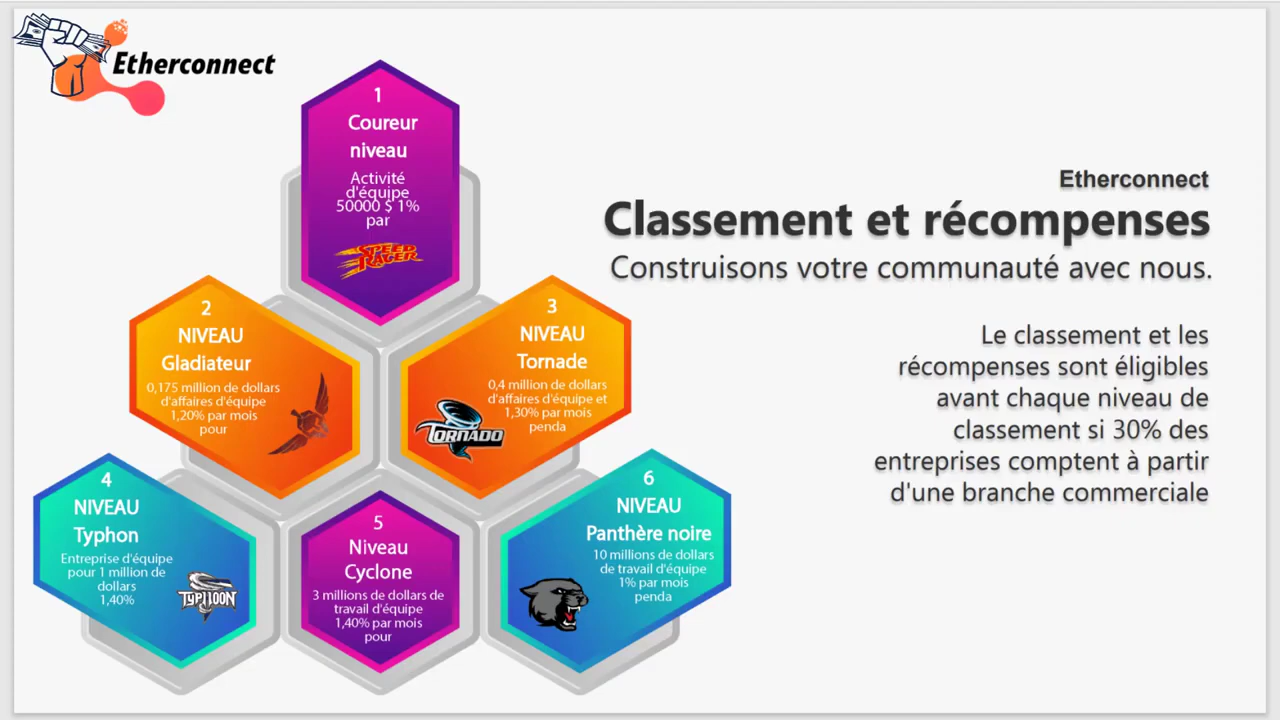 Etherconnect
1
Coureur
niveau
Activité
d'équipe
50000 $ 1%
par
SPEED
RACER
Etherconnect
Classement et récompenses
Construisons votre communauté avec nous.
2
NIVEAU
Gladiateur
0,175 million de dollars
d'affaires d'équipe
1,20% par mois
pour
3
NIVEAU
Tornade
0,4 million de dollars
d'affaires d'équipe et
1,30% par mois
penda
TORNADO
Le classement et les
récompenses sont éligibles
avant chaque niveau de
classement si 30% des
entreprises comptent à partir
d'une branche commerciale
4
NIVEAU
Typhon
Entreprise d'équipe
pour 1 million de
dollars
1,40%
TYPHOON
5
Niveau
Cyclone
3 millions de dollars de
travail d'équipe
1,40% par mois
pour
6
NIVEAU
Panthère noire
10 millions de dollars
de travail d'équipe
1% par mois
penda